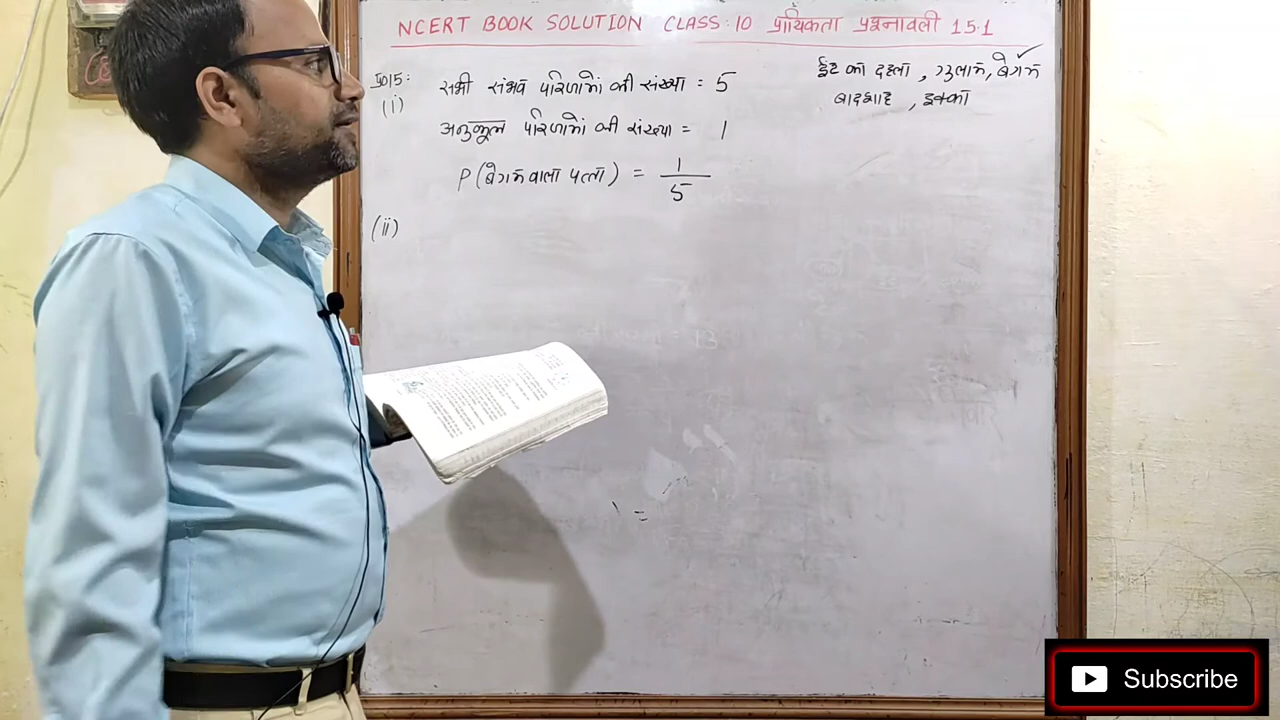 NCERT BOOK SOLUTION CLASS:10 प्रायिकता प्रश्नावली 15.1
प्र015:
(i)
सभी संभव परिणामों की संख्या = 5
ईंट का दहला, गुलाम, बेगम ✓
बादशाह, इक्का
अनुकूल परिणामों की संख्या = 1
P(बेगम वाला पत्ता) = 1/5
(ii)
=
Subscribe